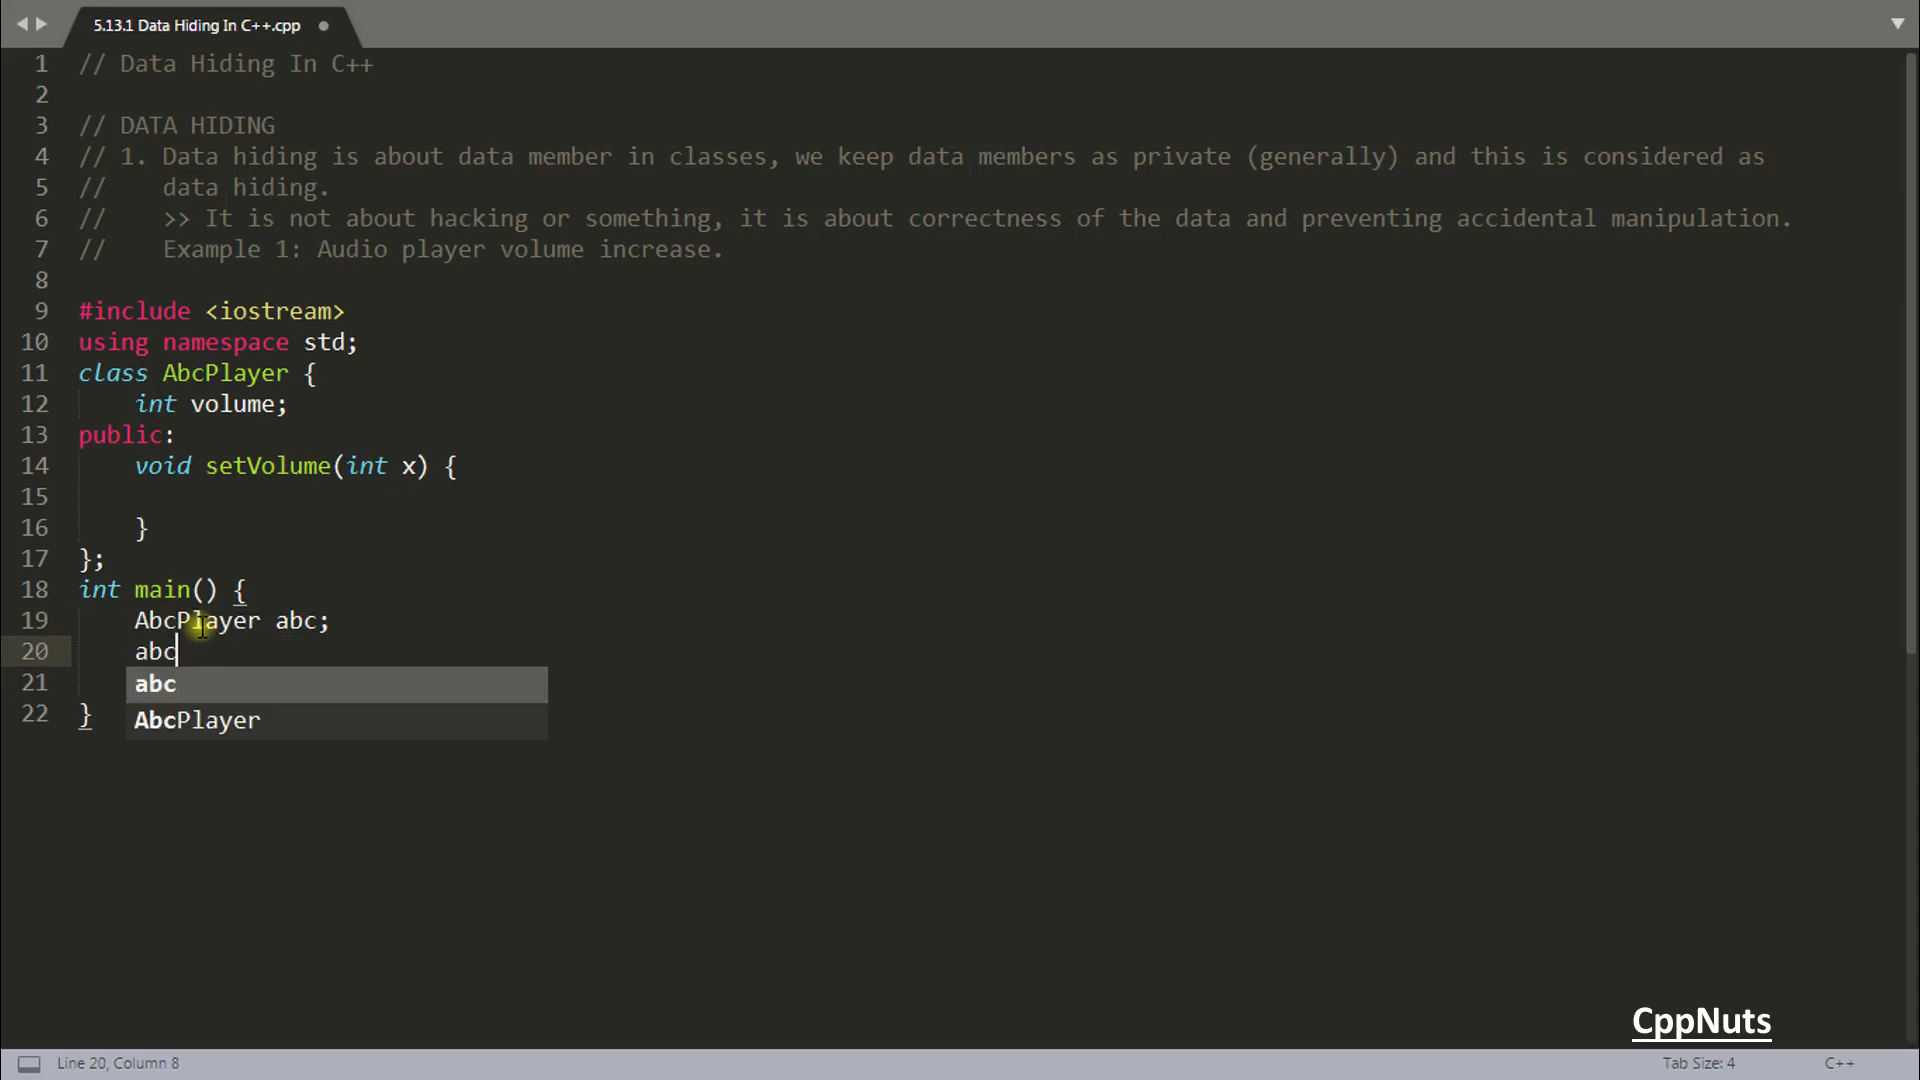 5.13.1 Data Hiding In C++.cpp
1 // Data Hiding In C++
2
3 // DATA HIDING
4 // 1. Data hiding is about data member in classes, we keep data members as private (generally) and this is considered as
5 //    data hiding.
6 //    >> It is not about hacking or something, it is about correctness of the data and preventing accidental manipulation.
7 //    Example 1: Audio player volume increase.
8
9 #include <iostream>
10 using namespace std;
11 class AbcPlayer {
12     int volume;
13 public:
14     void setVolume(int x) {
15
16     }
17 };
18 int main() {
19     AbcPlayer abc;
20     abc
21     abc
AbcPlayer
22 }
CppNuts
Line 20, Column 8 Tab Size: 4 C++